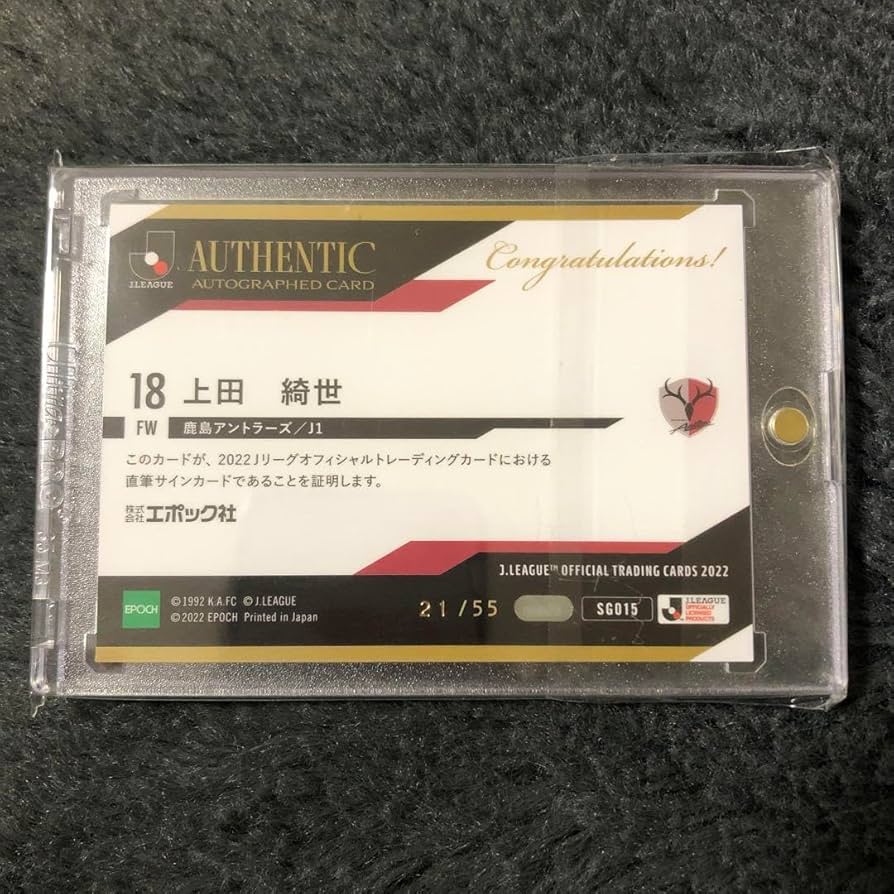 J.LEAGUE
AUTHENTIC
AUTOGRAPHED CARD
Congratulations!
18 上田 綺世
FW 鹿島アントラーズ/J1
このカードが、2022Jリーグオフィシャルトレーディングカードにおける
直筆サインカードであることを証明します。
株式会社エポック社
J.LEAGUE™ OFFICIAL TRADING CARDS 2022
EPOCH
©1992 K.A.FC ©J.LEAGUE
©2022 EPOCH Printed in Japan
21/55
SG015
J.LEAGUE
OFFICIALLY
LICENSED
PRODUCTS